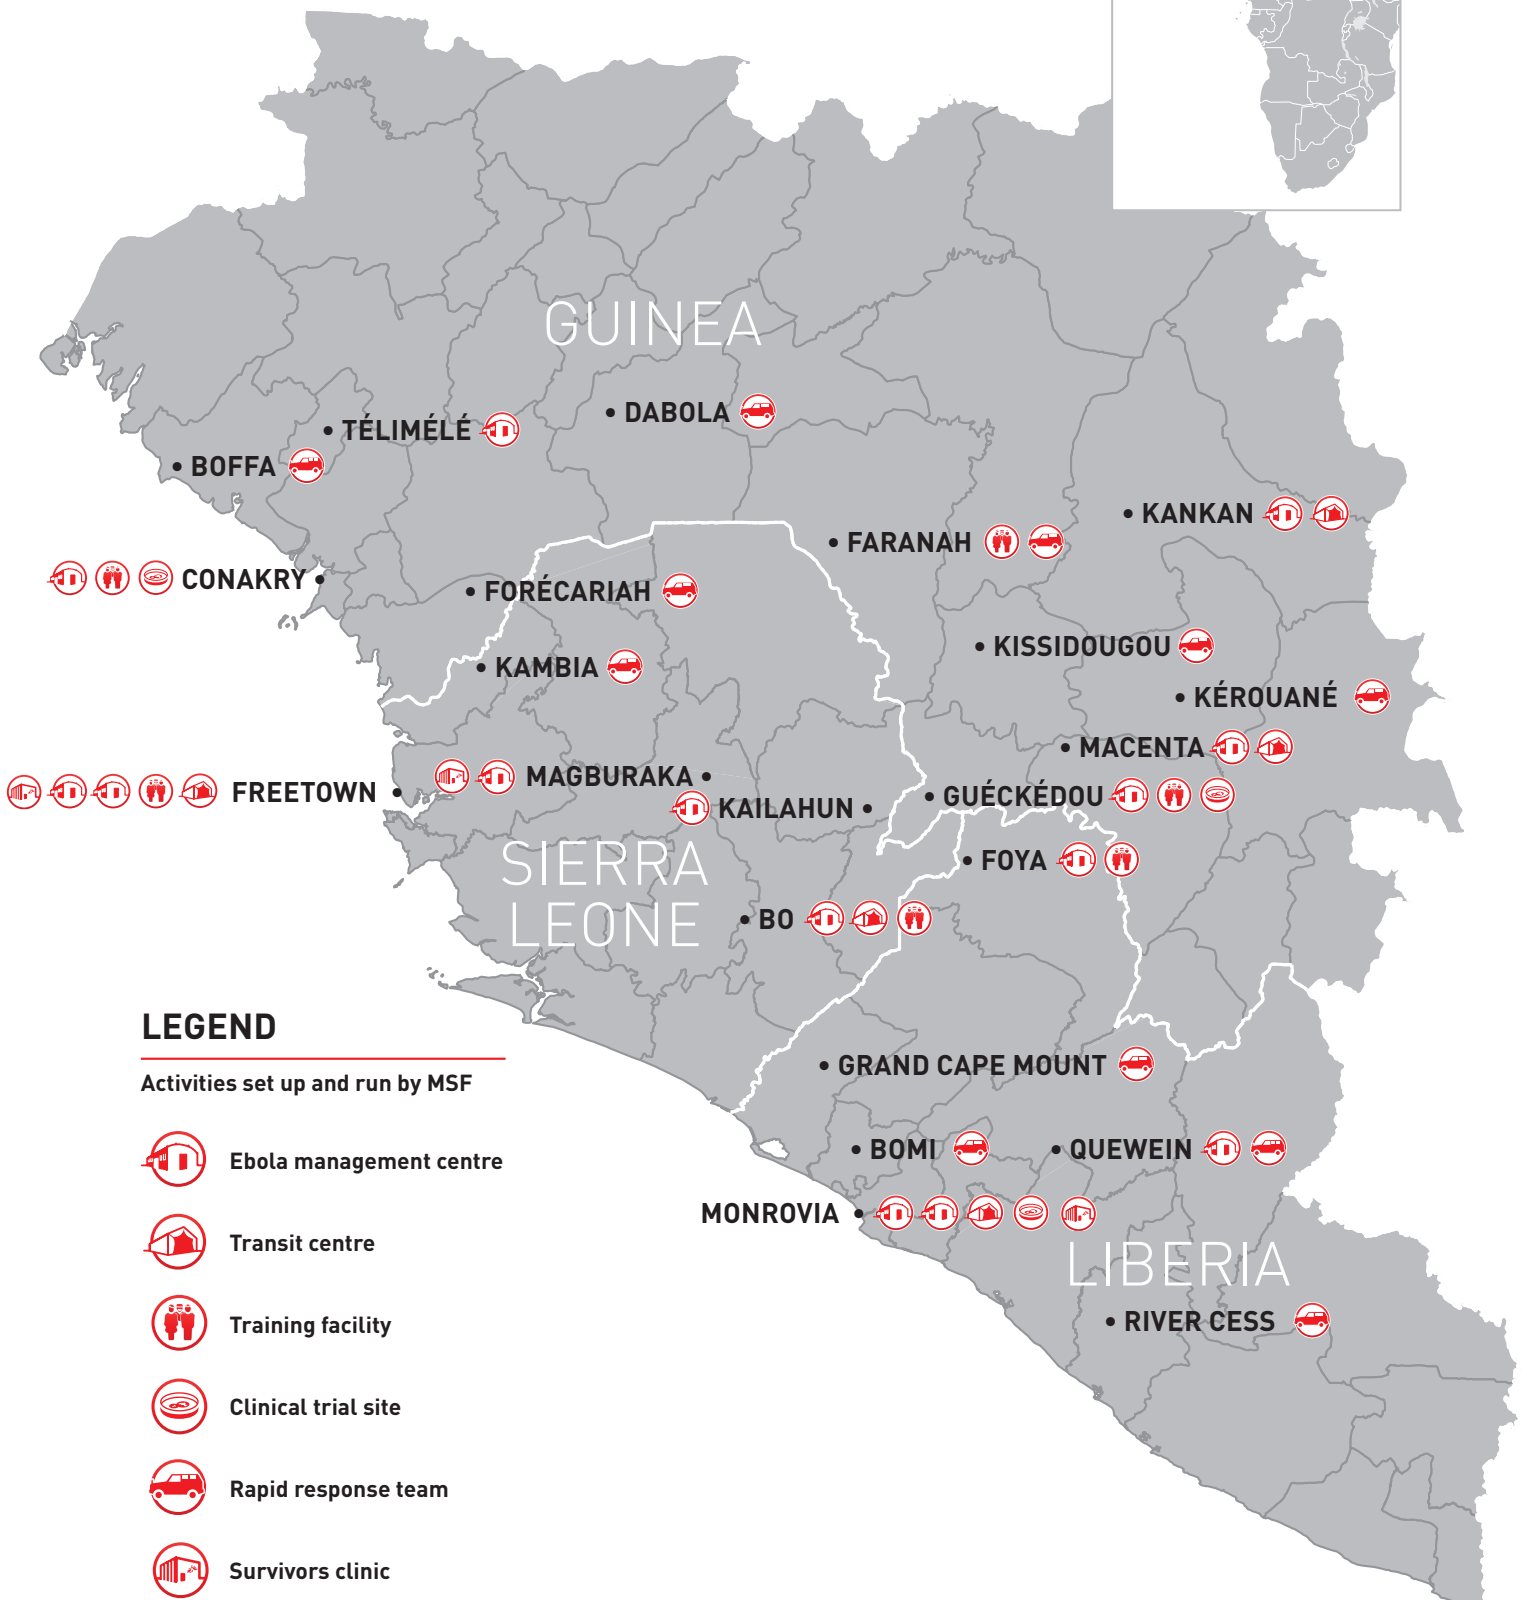 GUINEA
DABOLA
TÉLIMÉLÉ
BOFFA
KANKAN
FARANAH
CONAKRY
FORÉCARIAH
KISSIDOUGOU
KAMBIA
KÉROUANÉ
MACENTA
MAGBURAKA
FREETOWN
GUÉCKÉDOU
KAILAHUN
FOYA
SIERRA
LEONE
BO
LEGEND
Activities set up and run by MSF
Ebola management centre
Transit centre
Training facility
Clinical trial site
Rapid response team
Survivors clinic
GRAND CAPE MOUNT
BOMI
QUEWEIN
MONROVIA
LIBERIA
RIVER CESS